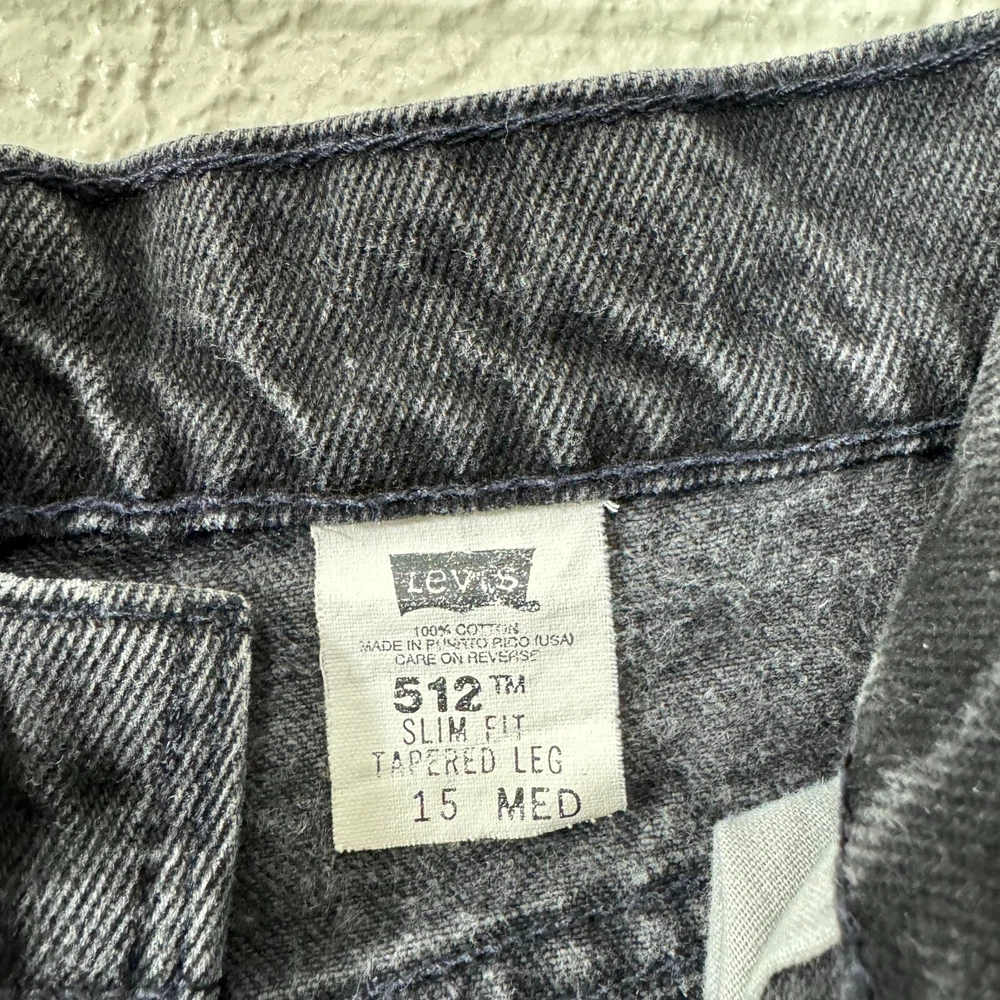 Levi's
100% COTTON
MADE IN PUERTO RICO (USA)
CARE ON REVERSE
512™
SLIM FIT
TAPERED LEG
15 MED